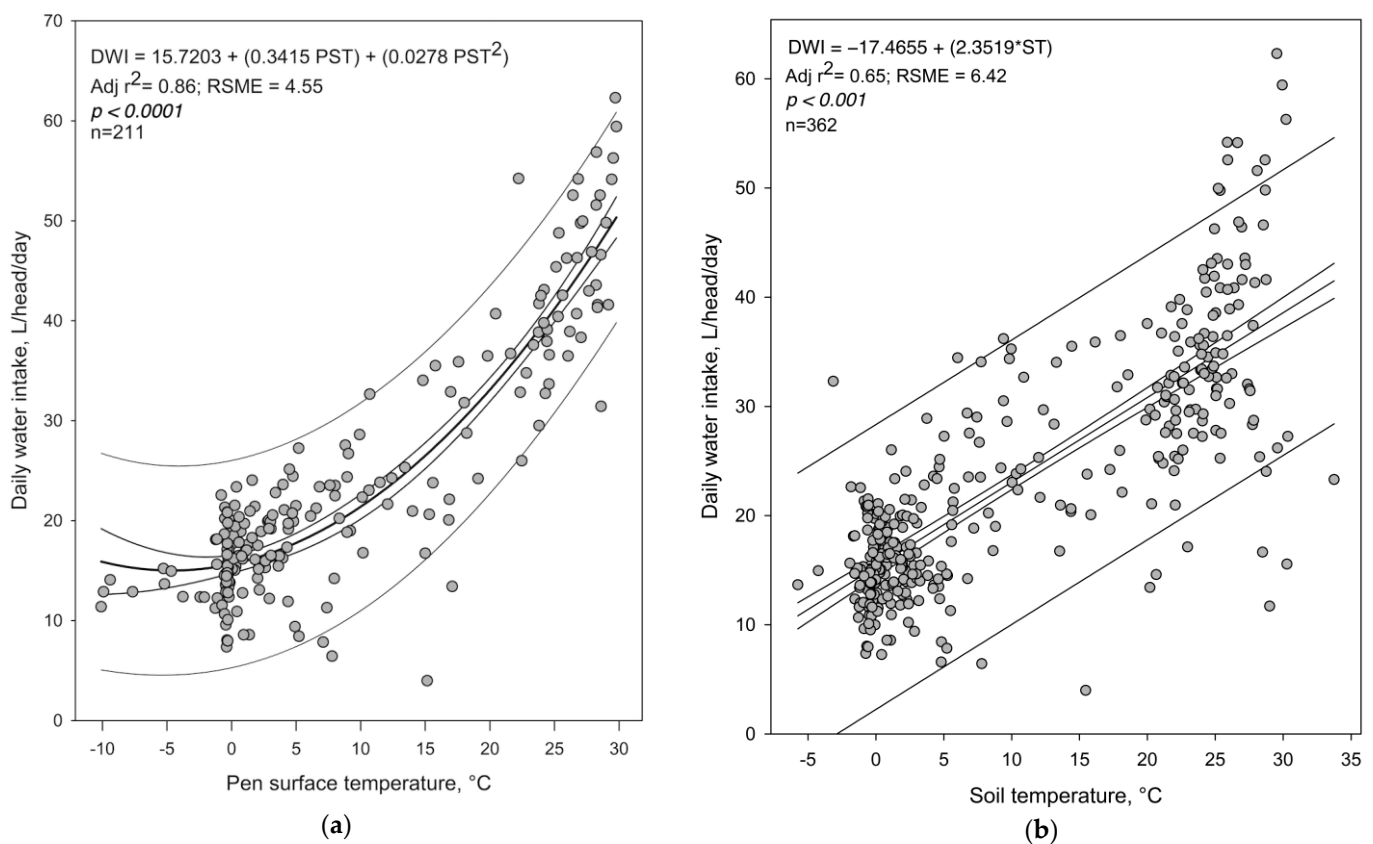 DWI = 15.7203 + (0.3415 PST) + (0.0278 PST²)
Adj r²= 0.86; RSME = 4.55
p < 0.0001
n=211
70
60
50
40
30
20
10
0
Daily water intake, L/head/day
-10 -5 0 5 10 15 20 25 30
Pen surface temperature, °C
(a)
DWI = −17.4655 + (2.3519*ST)
Adj r²= 0.65; RSME = 6.42
p < 0.001
n=362
60
50
40
30
20
10
0
Daily water intake, L/head/day
-5 0 5 10 15 20 25 30 35
Soil temperature, °C
(b)